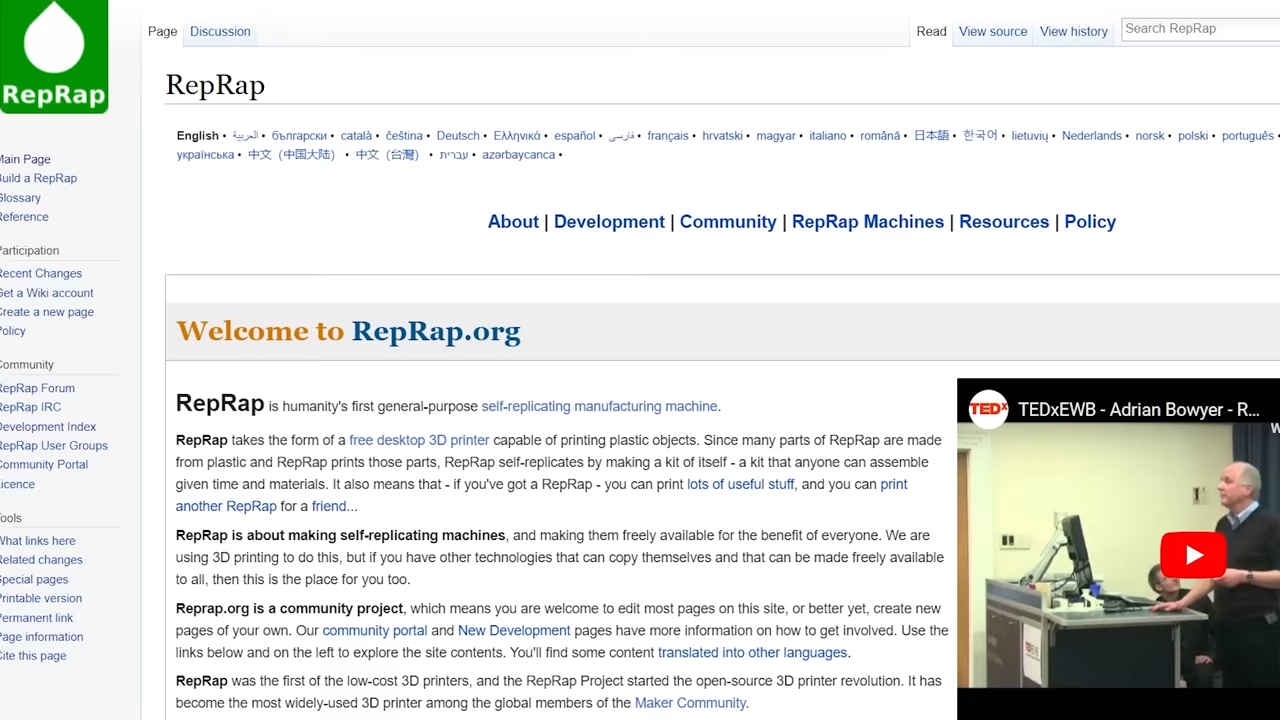 RepRap
Page Discussion Read View source View history Search RepRap
RepRap
English • العربية • български • català • čeština • Deutsch • Ελληνικά • español • فارسی • français • hrvatski • magyar • italiano • română • 日本語 • 한국어 • lietuvių • Nederlands • norsk • polski • português •
українська • 中文（中国大陆） • 中文（台灣） • עברית • azərbaycanca •
About | Development | Community | RepRap Machines | Resources | Policy
Main Page
Build a RepRap
Glossary
Reference
Participation
Recent Changes
Get a Wiki account
Create a new page
Policy
Community
RepRap Forum
RepRap IRC
Development Index
RepRap User Groups
Community Portal
Licence
Tools
What links here
Related changes
Special pages
Printable version
Permanent link
Page information
Cite this page
Welcome to RepRap.org
RepRap is humanity's first general-purpose self-replicating manufacturing machine.
RepRap takes the form of a free desktop 3D printer capable of printing plastic objects. Since many parts of RepRap are made
from plastic and RepRap prints those parts, RepRap self-replicates by making a kit of itself - a kit that anyone can assemble
given time and materials. It also means that - if you've got a RepRap - you can print lots of useful stuff, and you can print
another RepRap for a friend...
RepRap is about making self-replicating machines, and making them freely available for the benefit of everyone. We are
using 3D printing to do this, but if you have other technologies that can copy themselves and that can be made freely available
to all, then this is the place for you too.
Reprap.org is a community project, which means you are welcome to edit most pages on this site, or better yet, create new
pages of your own. Our community portal and New Development pages have more information on how to get involved. Use the
links below and on the left to explore the site contents. You'll find some content translated into other languages.
RepRap was the first of the low-cost 3D printers, and the RepRap Project started the open-source 3D printer revolution. It has
become the most widely-used 3D printer among the global members of the Maker Community.
TEDx TEDxEWB - Adrian Bowyer - R...